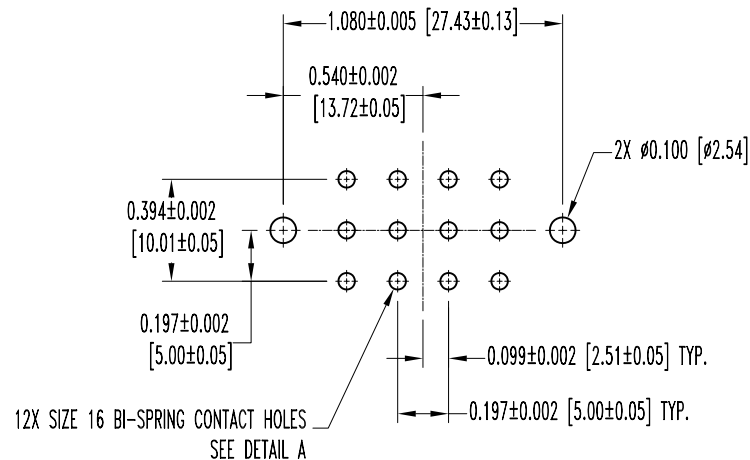 1.080±0.005 [27.43±0.13]
0.540±0.002
[13.72±0.05]
2X ø0.100 [ø2.54]
0.394±0.002
[10.01±0.05]
0.197±0.002
[5.00±0.05]
0.099±0.002 [2.51±0.05] TYP.
0.197±0.002 [5.00±0.05] TYP.
12X SIZE 16 BI-SPRING CONTACT HOLES
SEE DETAIL A